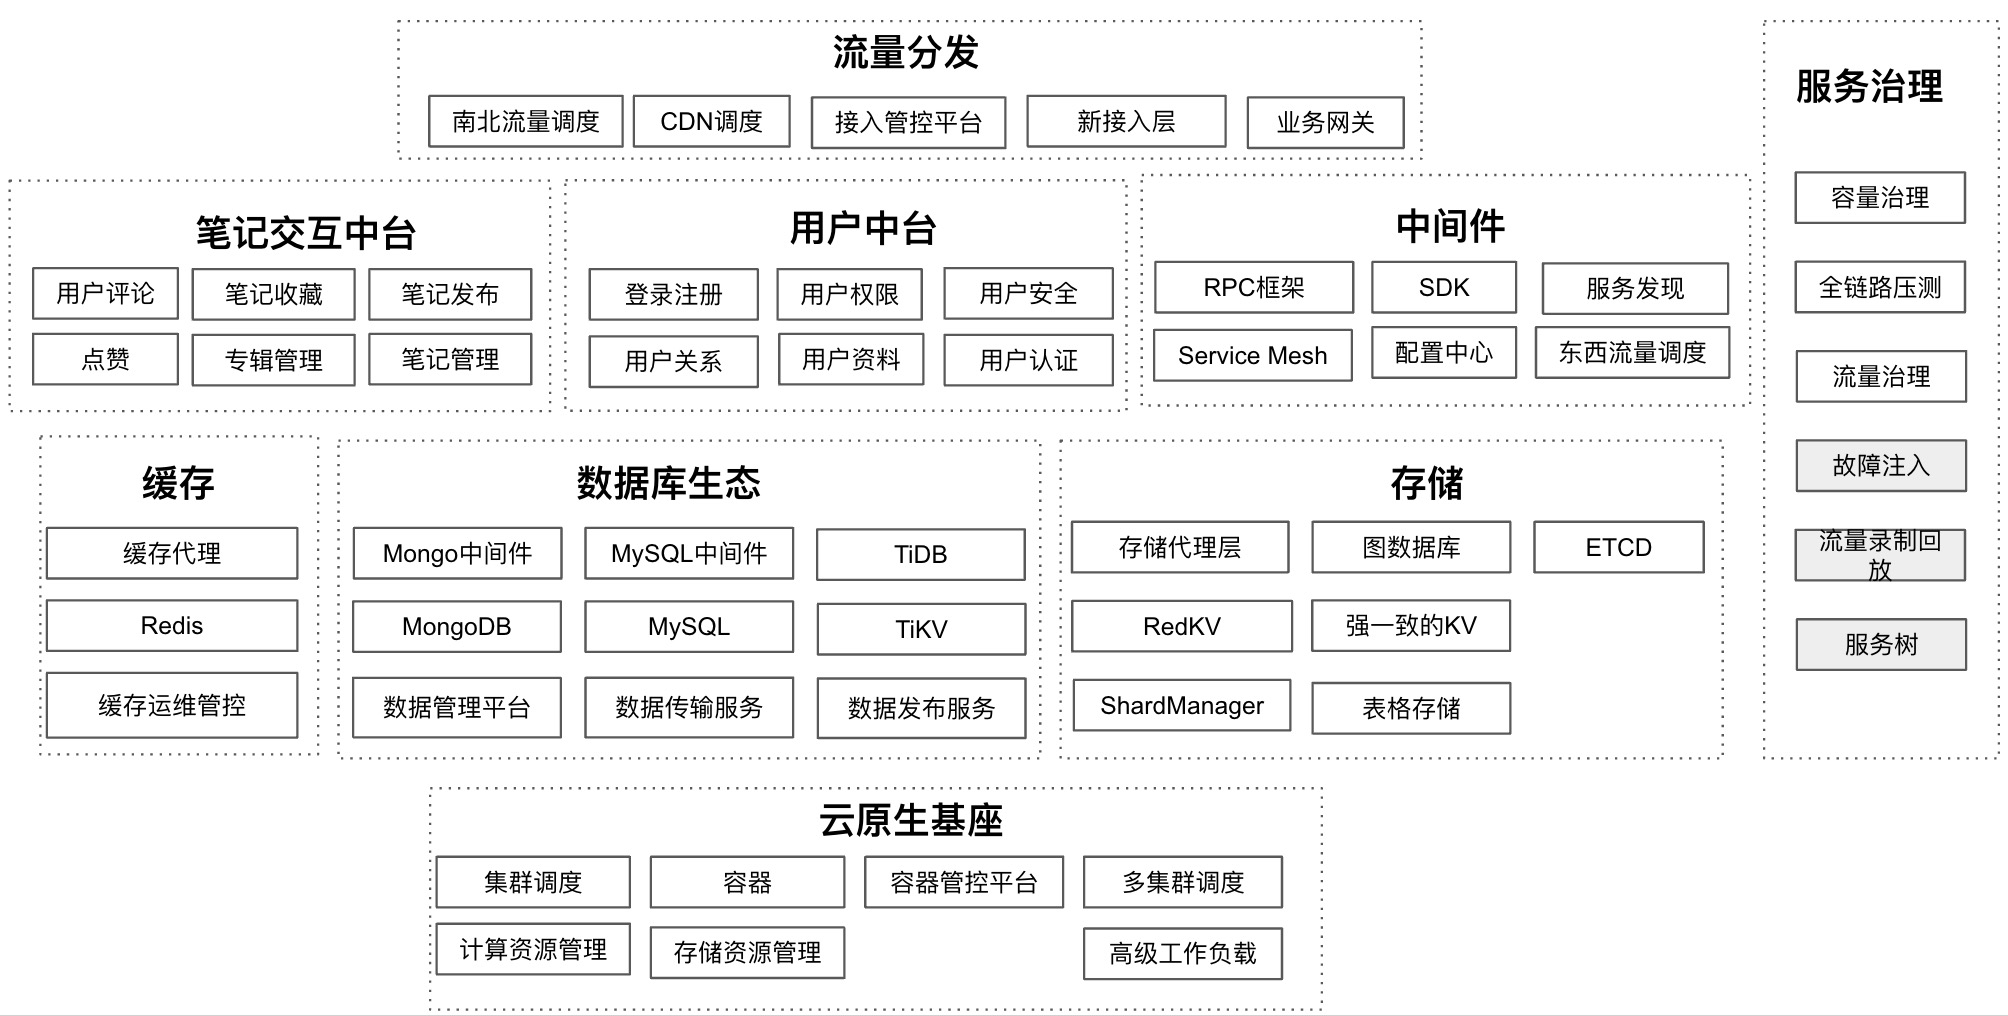 流量分发
南北流量调度
CDN调度
接入管控平台
新接入层
业务网关
笔记交互中台
用户评论
笔记收藏
笔记发布
点赞
专辑管理
笔记管理
用户中台
登录注册
用户权限
用户安全
用户关系
用户资料
用户认证
中间件
RPC框架
SDK
服务发现
Service Mesh
配置中心
东西流量调度
缓存
缓存代理
Redis
缓存运维管控
数据库生态
Mongo中间件
MySQL中间件
TiDB
MongoDB
MySQL
TiKV
数据管理平台
数据传输服务
数据发布服务
存储
存储代理层
图数据库
ETCD
RedKV
强一致的KV
ShardManager
表格存储
云原生基座
集群调度
容器
容器管控平台
多集群调度
计算资源管理
存储资源管理
高级工作负载
服务治理
容量治理
全链路压测
流量治理
故障注入
流量录制回
放
服务树